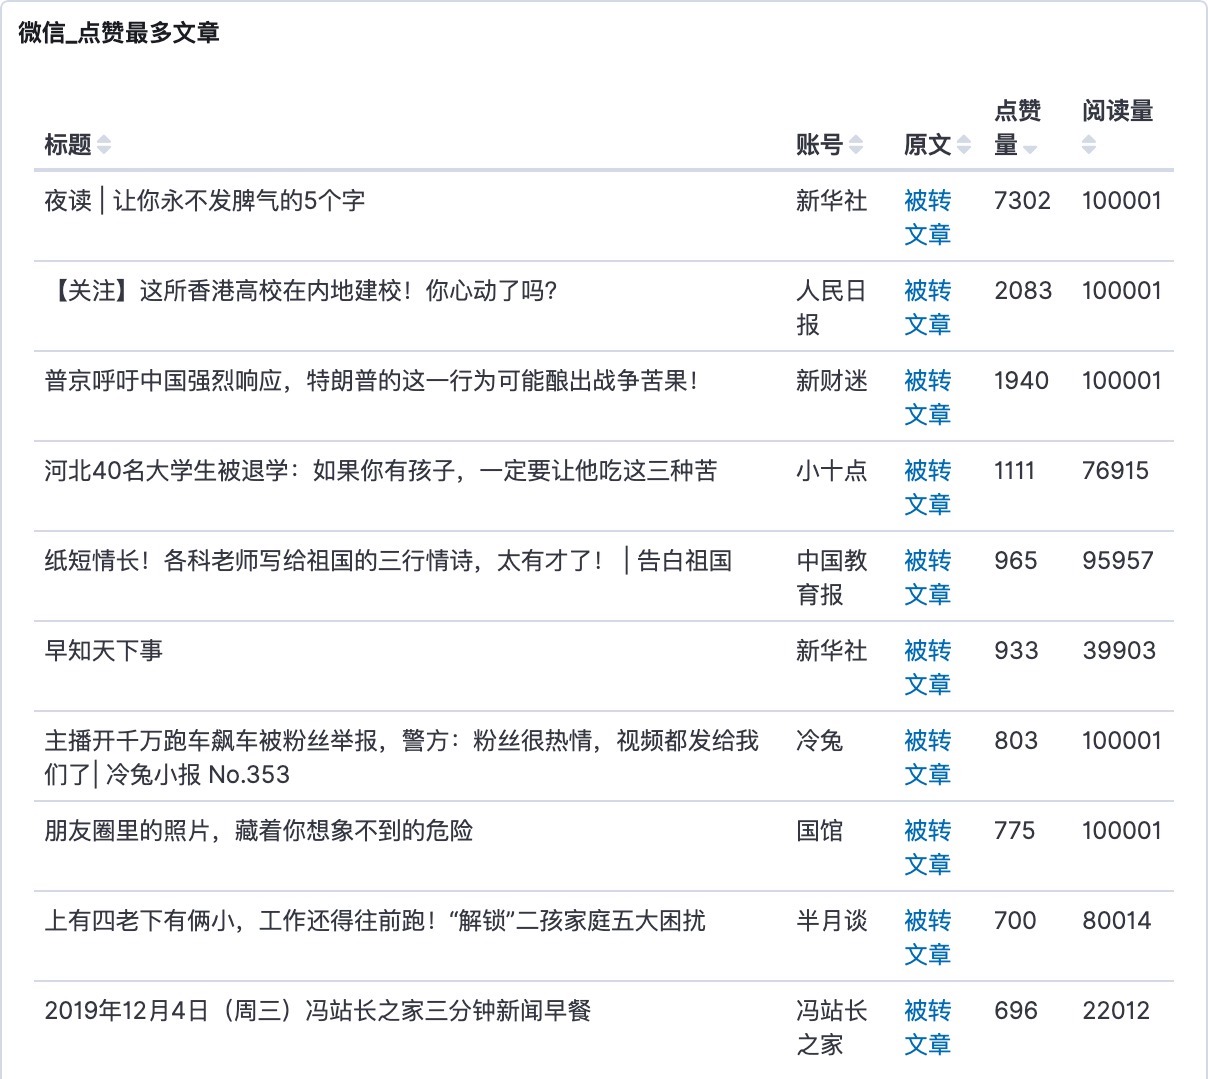 微信_点赞最多文章
标题 账号 原文 点赞量 阅读量
夜读 | 让你永不发脾气的5个字 新华社 被转文章 7302 100001
【关注】这所香港高校在内地建校！你心动了吗? 人民日报 被转文章 2083 100001
普京呼吁中国强烈响应，特朗普的这一行为可能酿出战争苦果！ 新财迷 被转文章 1940 100001
河北40名大学生被退学：如果你有孩子，一定要让他吃这三种苦 小十点 被转文章 1111 76915
纸短情长！各科老师写给祖国的三行情诗，太有才了！ | 告白祖国 中国教育报 被转文章 965 95957
早知天下事 新华社 被转文章 933 39903
主播开千万跑车飙车被粉丝举报，警方：粉丝很热情，视频都发给我们了| 冷兔小报 No.353 冷兔 被转文章 803 100001
朋友圈里的照片，藏着你想象不到的危险 国馆 被转文章 775 100001
上有四老下有俩小，工作还得往前跑！“解锁”二孩家庭五大困扰 半月谈 被转文章 700 80014
2019年12月4日（周三）冯站长之家三分钟新闻早餐 冯站长之家 被转文章 696 22012